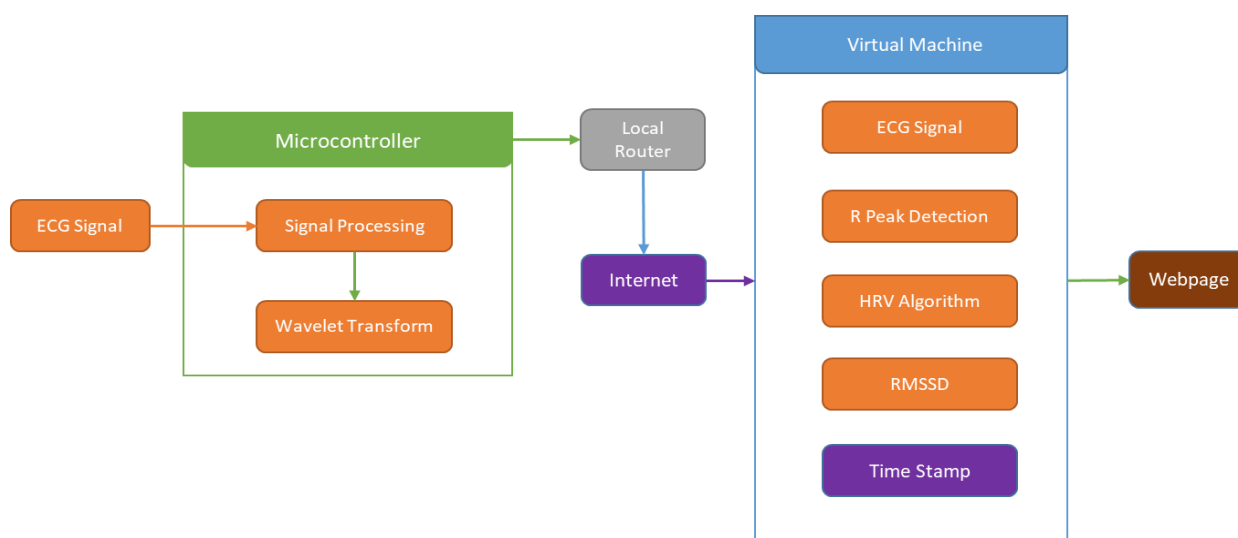 Virtual Machine
Microcontroller
Local
Router
ECG Signal
ECG Signal
Signal Processing
R Peak Detection
Internet
HRV Algorithm
Webpage
Wavelet Transform
RMSSD
Time Stamp